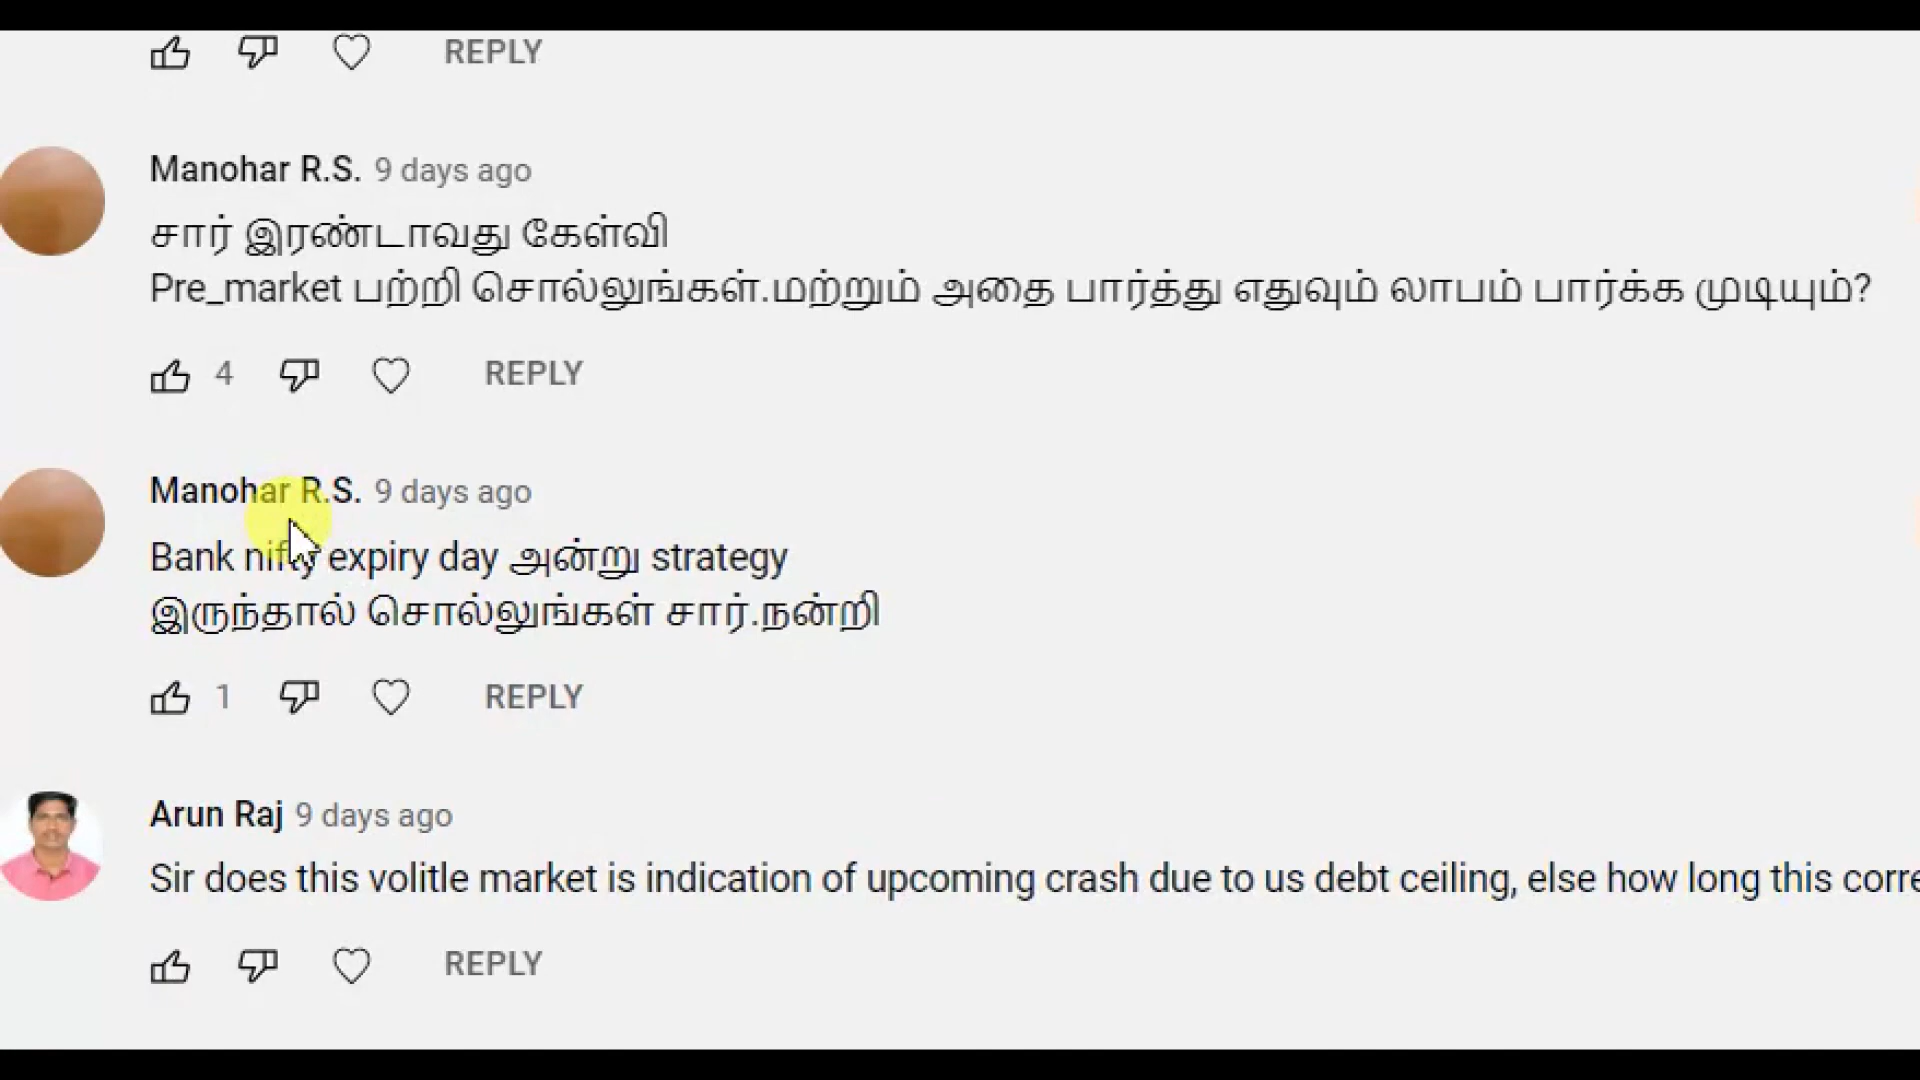 REPLY
Manohar R.S. 9 days ago
சார் இரண்டாவது கேள்வி
Pre_market பற்றி சொல்லுங்கள்.மற்றும் அதை பார்த்து எதுவும் லாபம் பார்க்க முடியும்?
4 REPLY
Manohar R.S. 9 days ago
Bank nifty expiry day அன்று strategy
இருந்தால் சொல்லுங்கள் சார்.நன்றி
1 REPLY
Arun Raj 9 days ago
Sir does this volitle market is indication of upcoming crash due to us debt ceiling, else how long this corre
REPLY